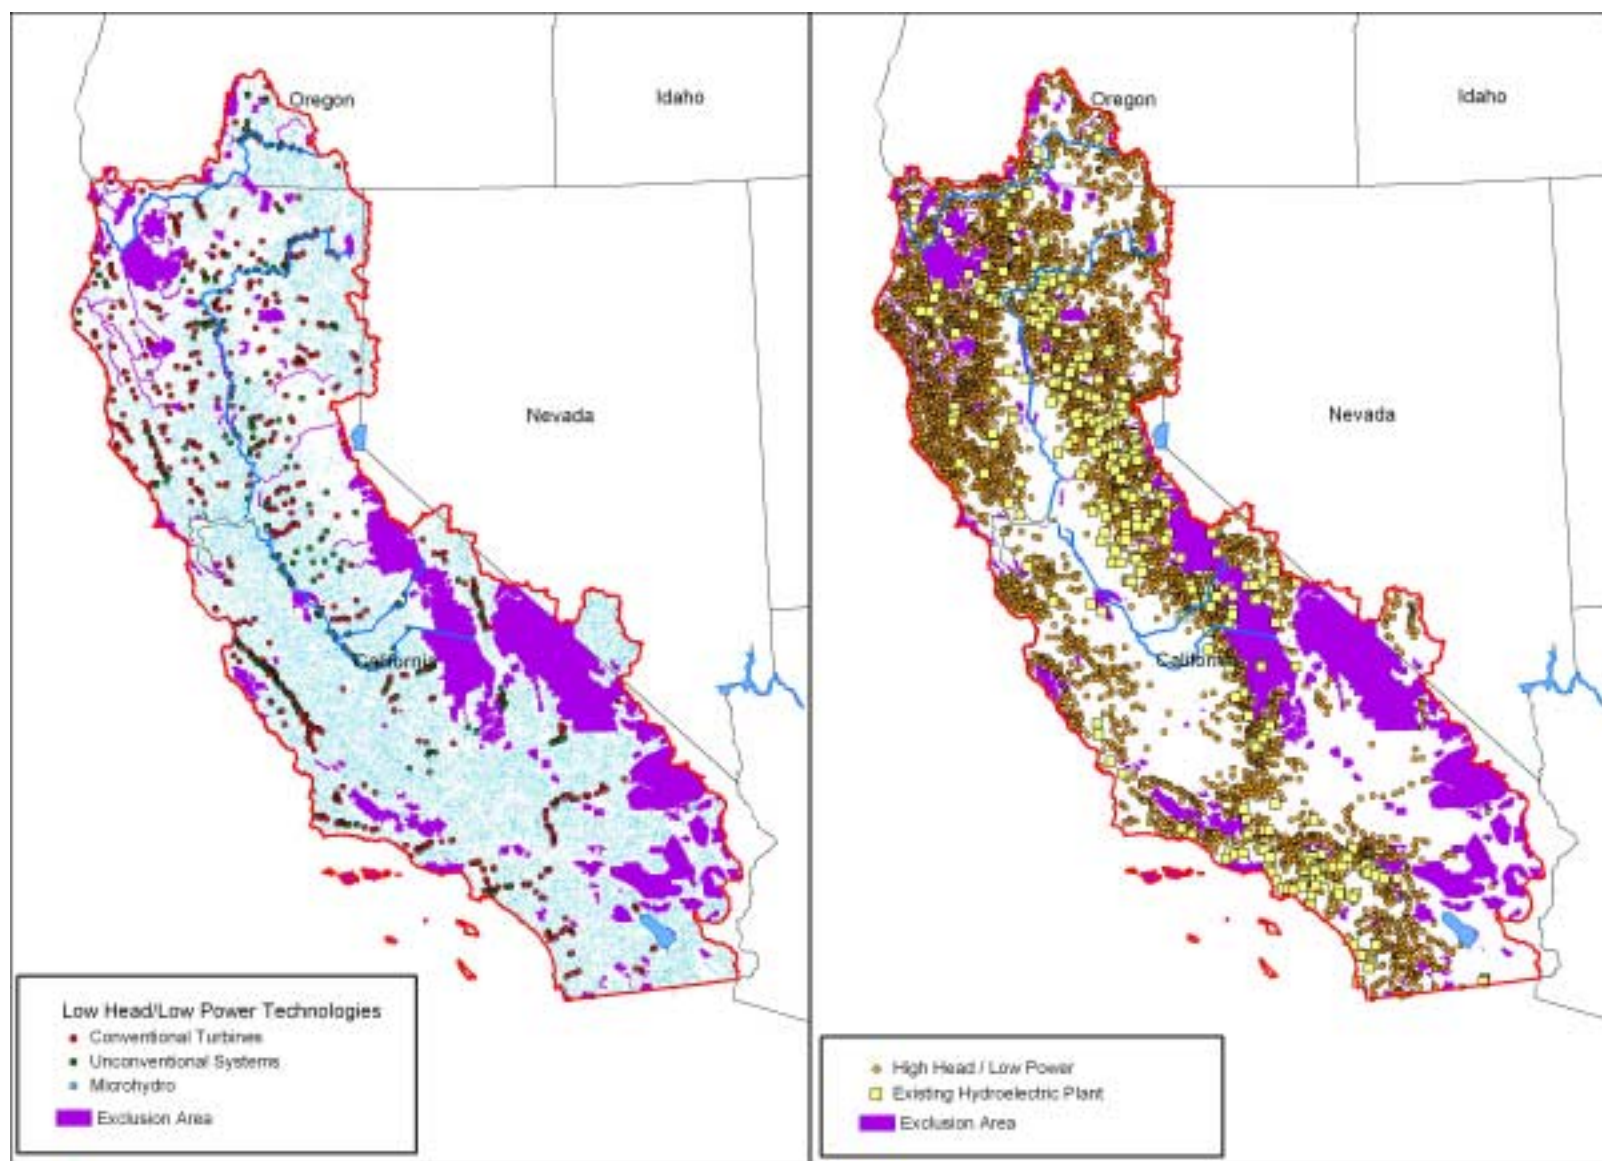 Oregon
Idaho
Nevada
California
Low Head/Low Power Technologies
Conventional Turbines
Unconventional Systems
Microhydro
Exclusion Area
Oregon
Idaho
Nevada
California
High Head / Low Power
Existing Hydroelectric Plant
Exclusion Area